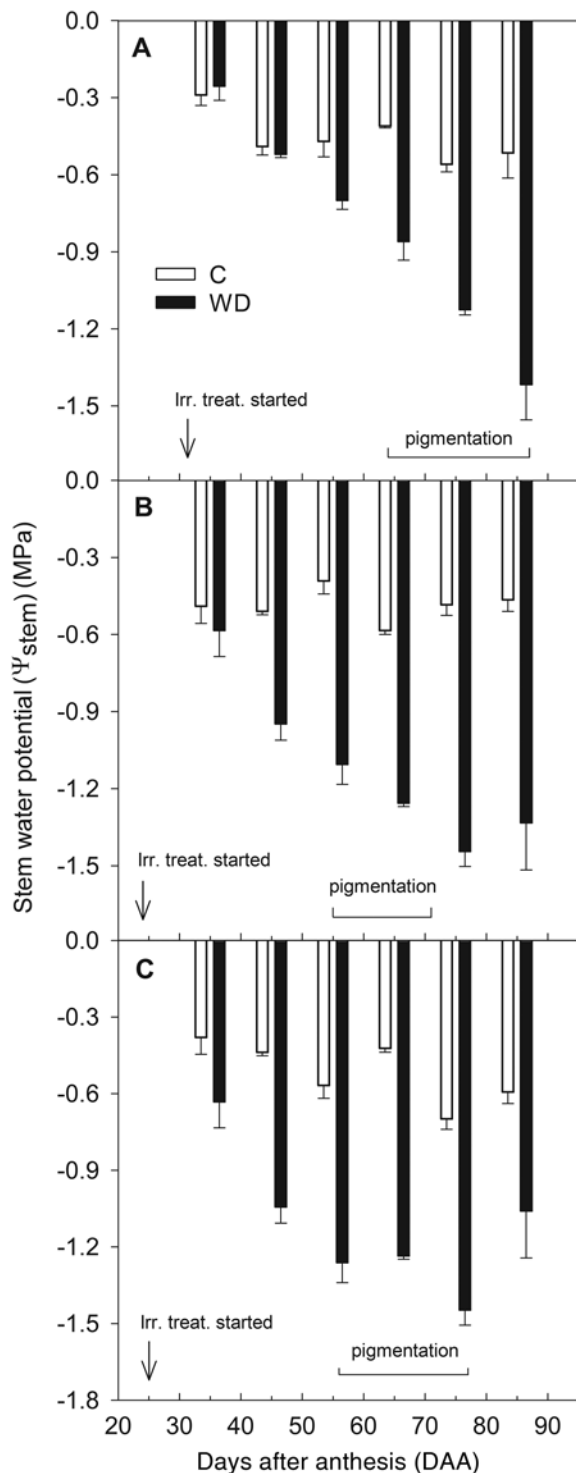 0.0
A
-0.3
-0.6
-0.9
C
WD
-1.2
Irr. treat. started
-1.5
pigmentation
0.0
B
-0.3
-0.6
-0.9
-1.2
Irr. treat. started
-1.5
pigmentation
0.0
C
-0.3
-0.6
-0.9
-1.2
Irr. treat. started
-1.5
pigmentation
-1.8
20 30 40 50 60 70 80 90
Days after anthesis (DAA)
Stem water potential (Ψstem) (MPa)